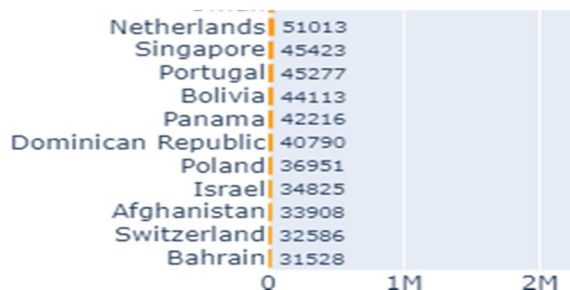 Netherlands 51013
Singapore 45423
Portugal 45277
Bolivia 44113
Panama 42216
Dominican Republic 40790
Poland 36951
Israel 34825
Afghanistan 33908
Switzerland 32586
Bahrain 31528
0 1M 2M